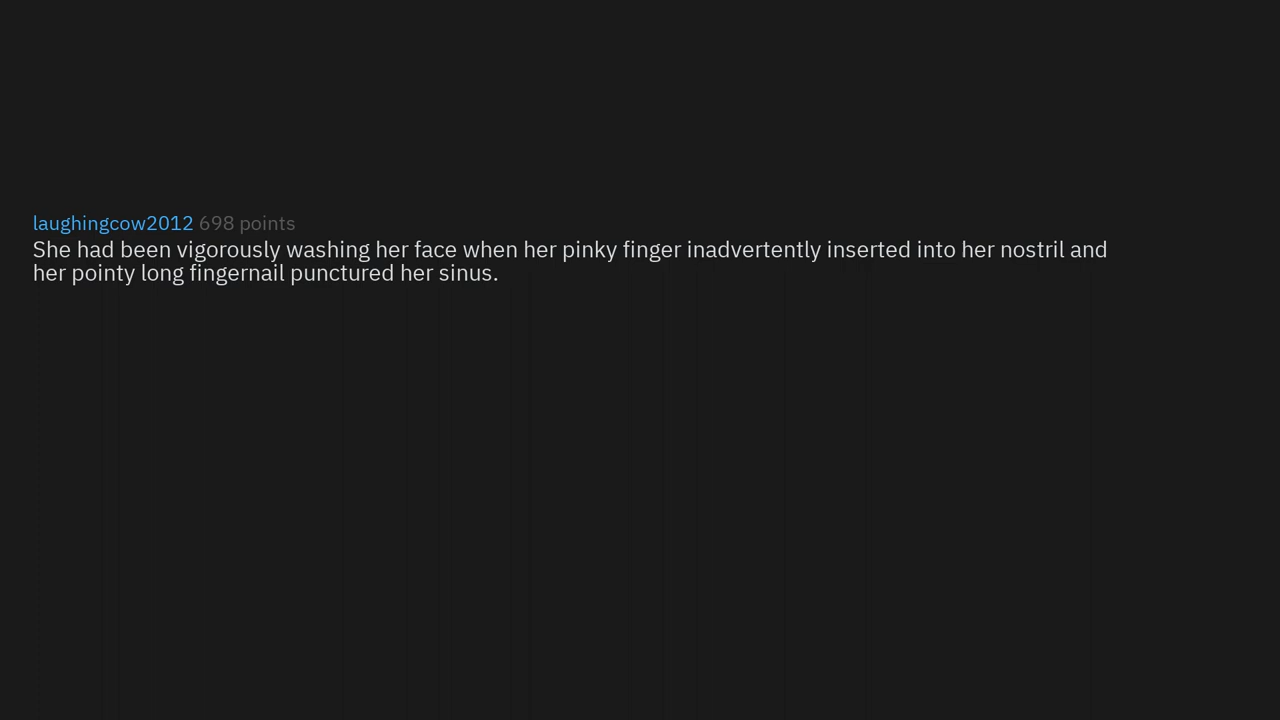 laughingcow2012 698 points
She had been vigorously washing her face when her pinky finger inadvertently inserted into her nostril and
her pointy long fingernail punctured her sinus.